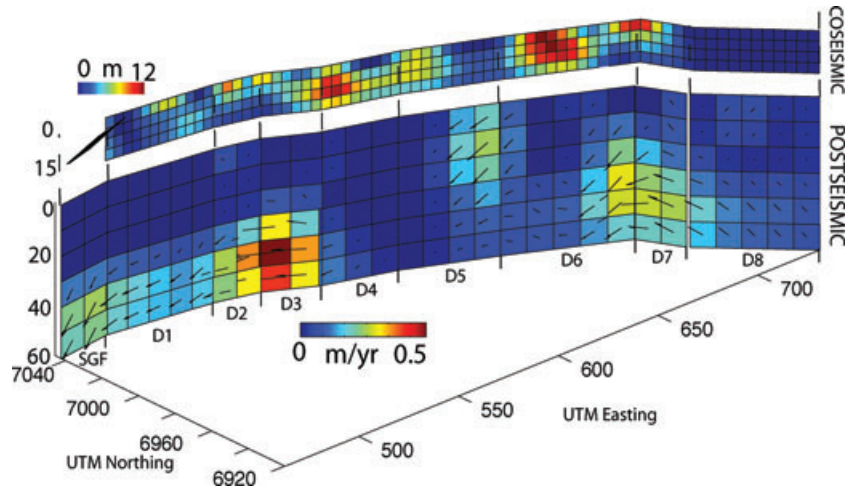 COSEISMIC
0 m 12
0.
15
POSTSEISMIC
0
20
40
60
SGF
D1
D2
D3
D4
D5
D6
D7
D8
0 m/yr 0.5
7040
7000
6960
6920
UTM Northing
500
550
600
650
700
UTM Easting